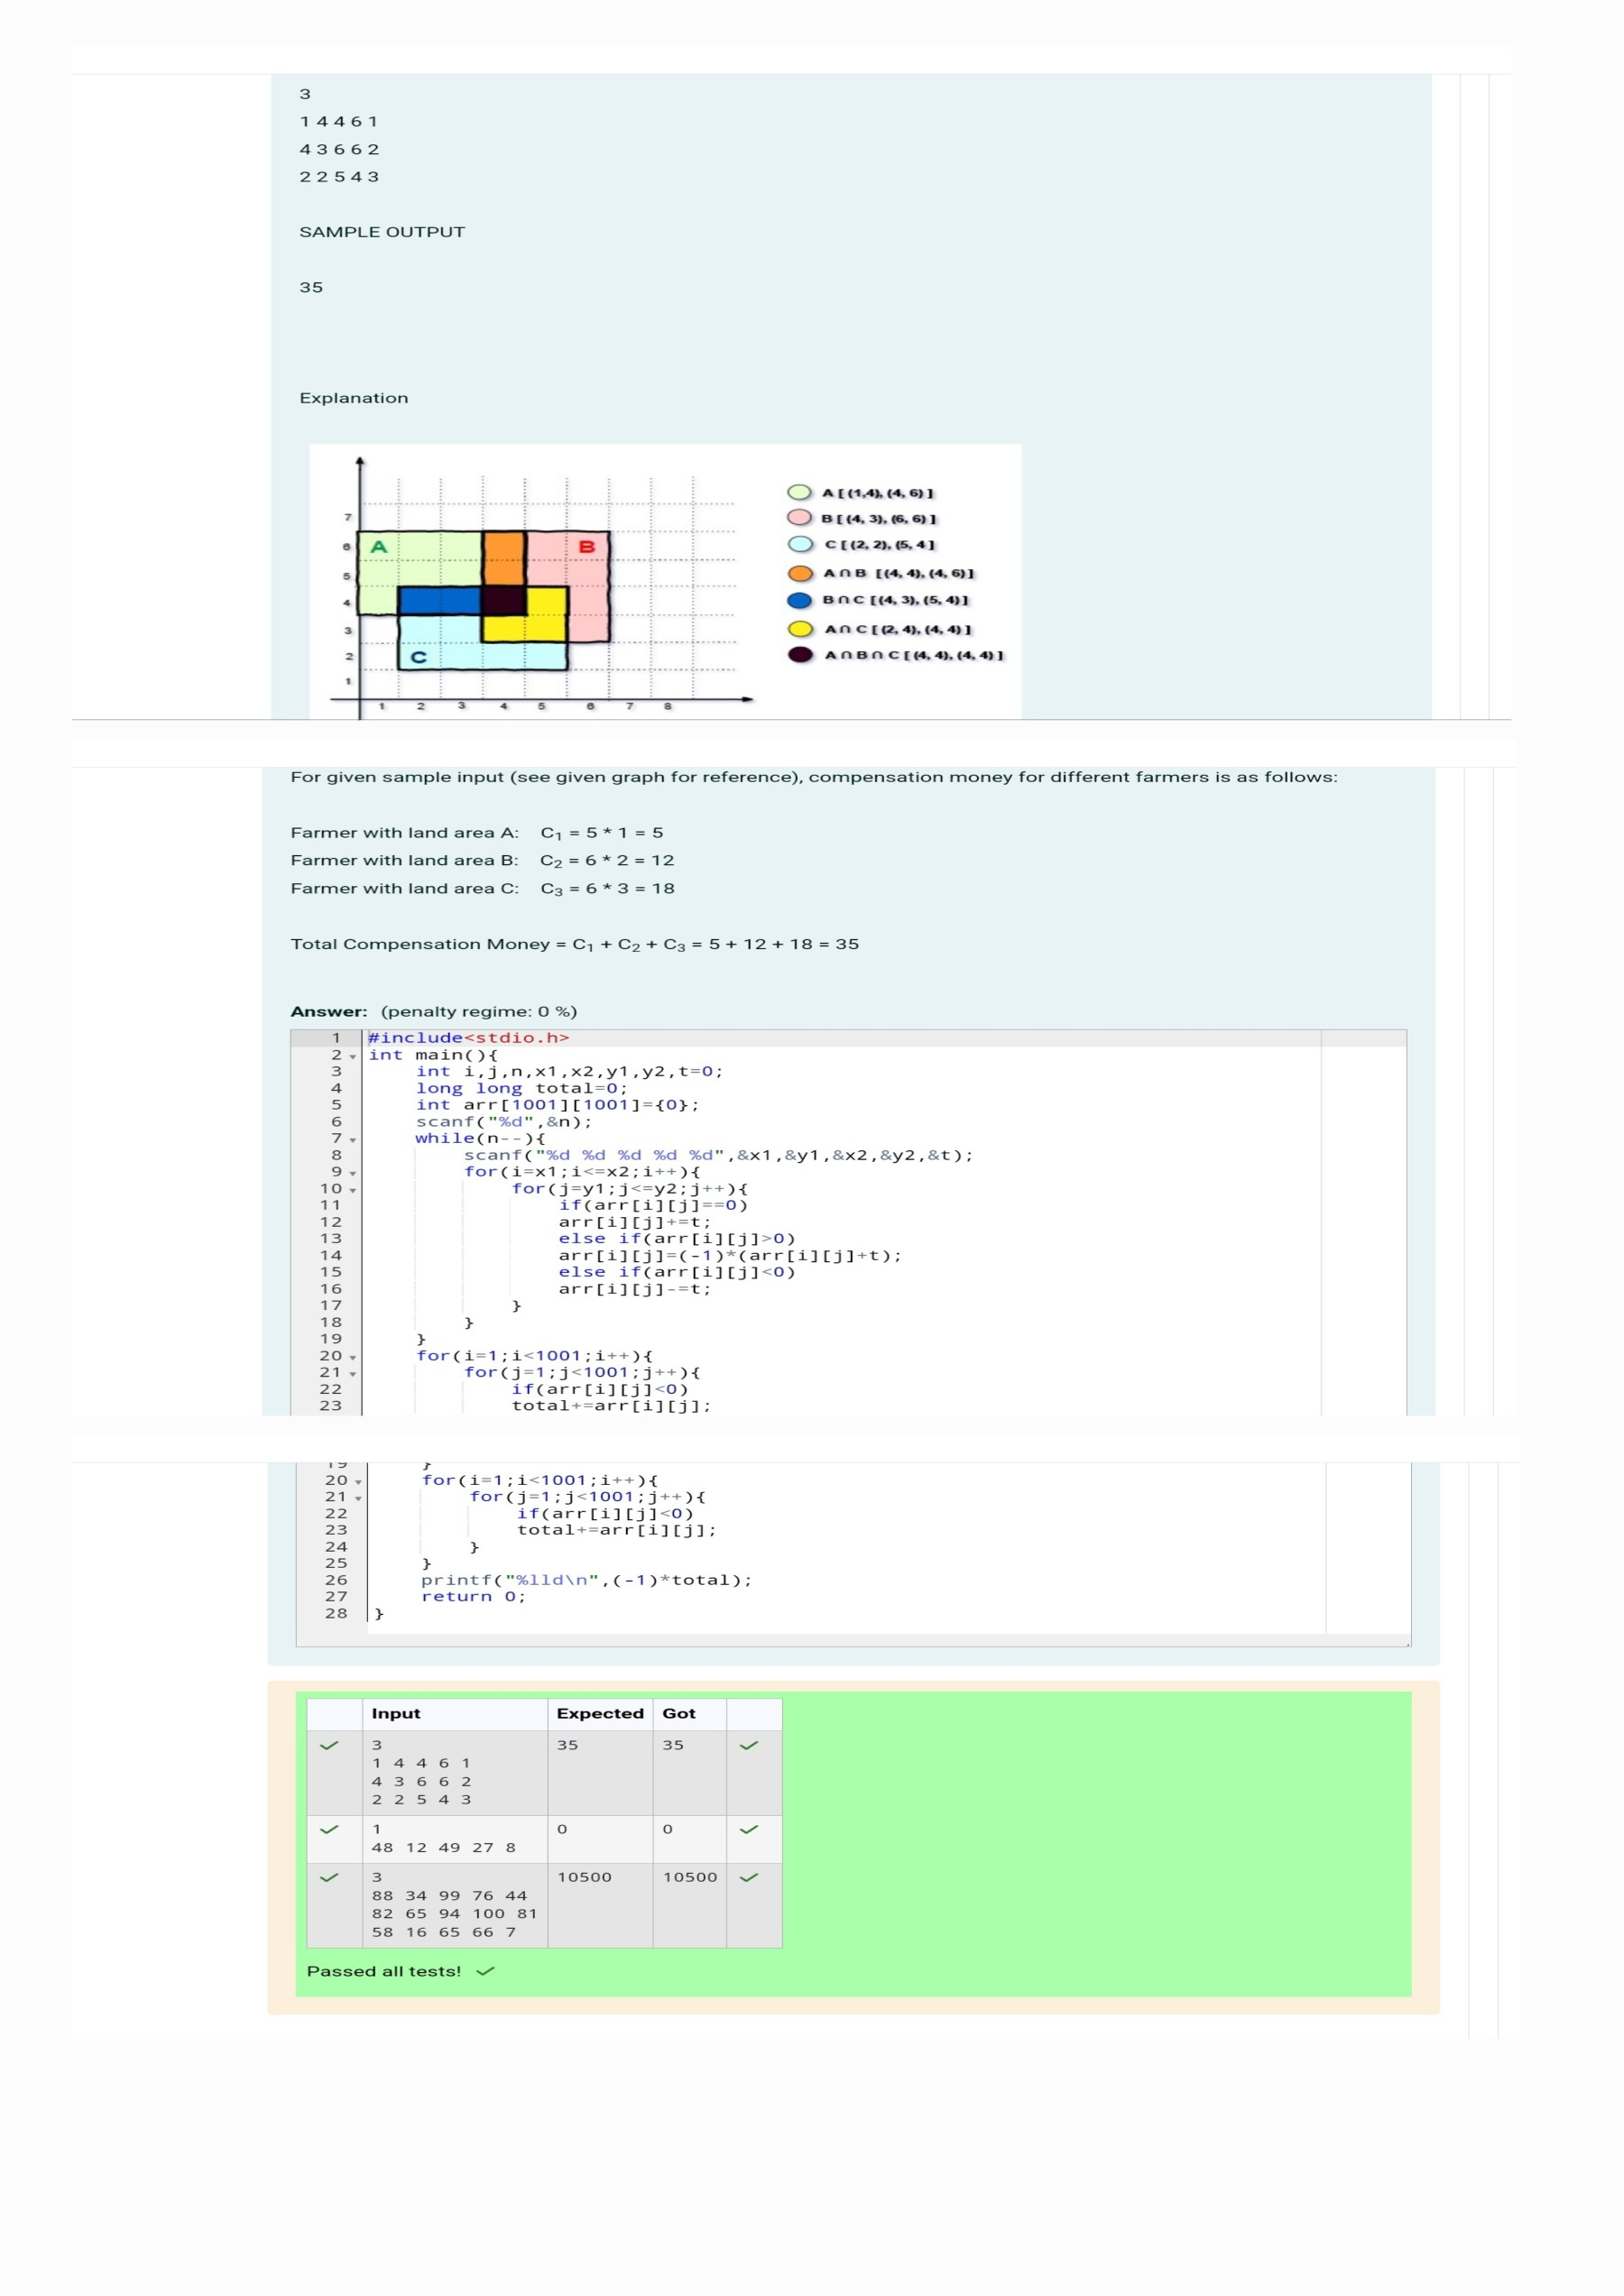 3
1 4 4 6 1
4 3 6 6 2
2 2 5 4 3
SAMPLE OUTPUT
35
Explanation
7
6
5
4
3
2
1
A
B
C
1 2 3 4 5 6 7 8
A [ (1,4), (4, 6) ]
B [ (4, 3), (6, 6) ]
C [ (2, 2), (5, 4 ]
A ∩ B [(4, 4), (4, 6)]
B ∩ C [(4, 3), (5, 4)]
A ∩ C [ (2, 4), (4, 4) ]
A ∩ B ∩ C [ (4, 4), (4, 4) ]
For given sample input (see given graph for reference), compensation money for different farmers is as follows:
Farmer with land area A: C₁ = 5 * 1 = 5
Farmer with land area B: C₂ = 6 * 2 = 12
Farmer with land area C: C₃ = 6 * 3 = 18
Total Compensation Money = C₁ + C₂ + C₃ = 5 + 12 + 18 = 35
Answer: (penalty regime: 0 %)
1 #include<stdio.h>
2 int main(){
3 int i,j,n,x1,x2,y1,y2,t=0;
4 long long total=0;
5 int arr[1001][1001]={0};
6 scanf("%d",&n);
7 while(n--){
8 scanf("%d %d %d %d %d",&x1,&y1,&x2,&y2,&t);
9 for(i=x1;i<=x2;i++){
10 for(j=y1;j<=y2;j++){
11 if(arr[i][j]==0)
12 arr[i][j]+=t;
13 else if(arr[i][j]>0)
14 arr[i][j]=(-1)*(arr[i][j]+t);
15 else if(arr[i][j]<0)
16 arr[i][j]-=t;
17 }
18 }
19 }
20 for(i=1;i<1001;i++){
21 for(j=1;j<1001;j++){
22 if(arr[i][j]<0)
23 total+=arr[i][j];
19 }
20 for(i=1;i<1001;i++){
21 for(j=1;j<1001;j++){
22 if(arr[i][j]<0)
23 total+=arr[i][j];
24 }
25 }
26 printf("%lld\n",(-1)*total);
27 return 0;
28 }
Input Expected Got
3 35 35
1 4 4 6 1
4 3 6 6 2
2 2 5 4 3
1 0 0
48 12 49 27 8
3 10500 10500
88 34 99 76 44
82 65 94 100 81
58 16 65 66 7
Passed all tests!